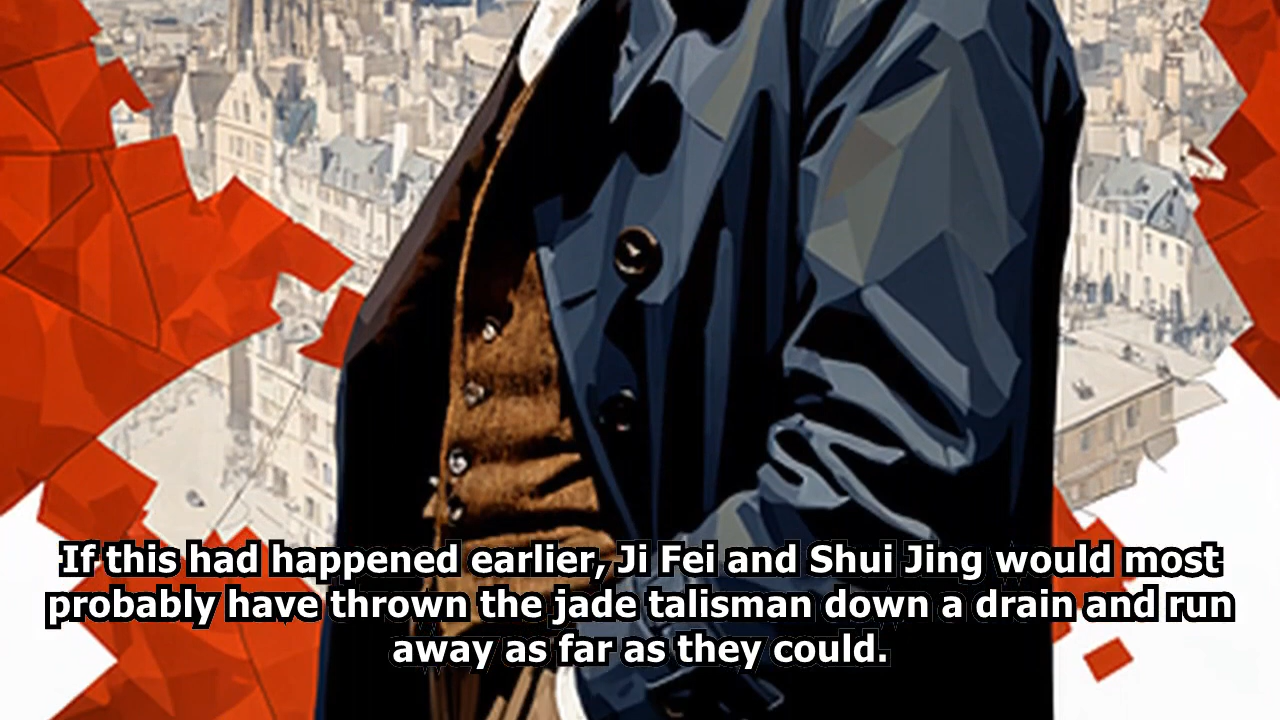 If this had happened earlier, Ji Fei and Shui Jing would most
probably have thrown the jade talisman down a drain and run
away as far as they could.